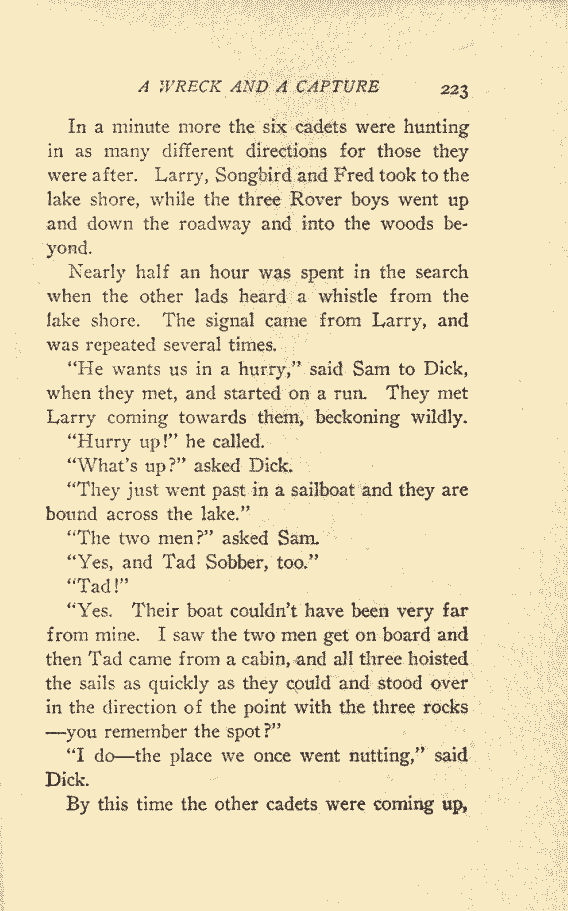 A WRECK AND A CAPTURE 223
In a minute more the six cadets were hunting
in as many different directions for those they
were after. Larry, Songbird and Fred took to the
lake shore, while the three Rover boys went up
and down the roadway and into the woods be-
yond.
Nearly half an hour was spent in the search
when the other lads heard a whistle from the
lake shore. The signal came from Larry, and
was repeated several times.
"He wants us in a hurry," said Sam to Dick,
when they met, and started on a run. They met
Larry coming towards them, beckoning wildly.
"Hurry up!" he called.
"What's up?" asked Dick.
"They just went past in a sailboat and they are
bound across the lake."
"The two men?" asked Sam.
"Yes, and Tad Sobber, too."
"Tad!"
"Yes. Their boat couldn't have been very far
from mine. I saw the two men get on board and
then Tad came from a cabin, and all three hoisted
the sails as quickly as they could and stood over
in the direction of the point with the three rocks
—you remember the spot?"
"I do—the place we once went nutting," said
Dick.
By this time the other cadets were coming up,